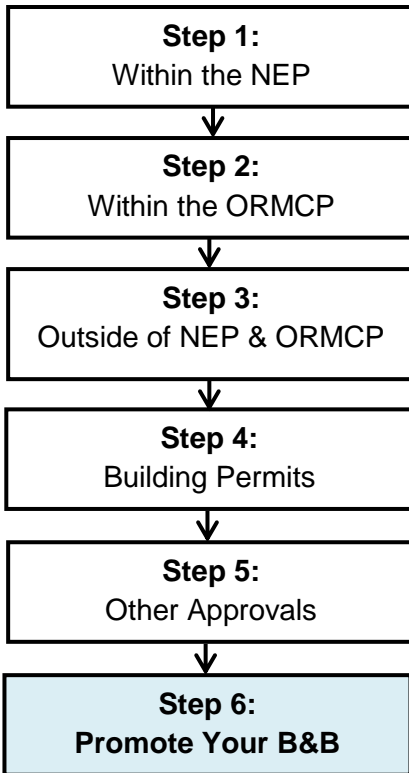 Step 1:
Within the NEP
Step 2:
Within the ORMCP
Step 3:
Outside of NEP & ORMCP
Step 4:
Building Permits
Step 5:
Other Approvals
Step 6:
Promote Your B&B